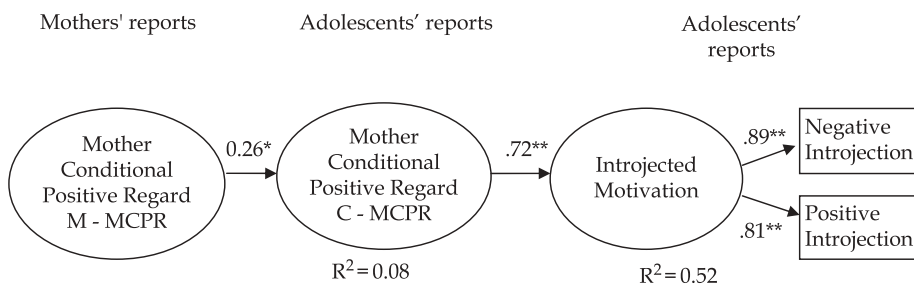 Mothers' reports
Adolescents’ reports
Adolescents’
reports
Mother
Conditional
Positive Regard
M - MCPR
0.26*
Mother
Conditional
Positive Regard
C - MCPR
.72**
Introjected
Motivation
.89**
Negative
Introjection
.81**
Positive
Introjection
R² = 0.08
R² = 0.52